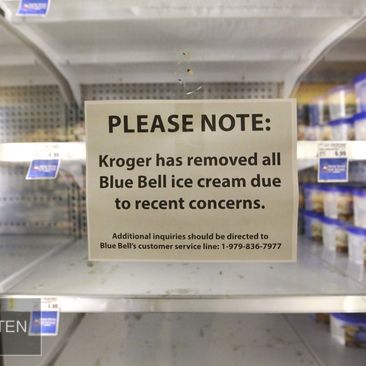 PLEASE NOTE:
Kroger has removed all
Blue Bell ice cream due
to recent concerns.
Additional inquiries should be directed to
Blue Bell's customer service line: 1-979-836-7977
TEN